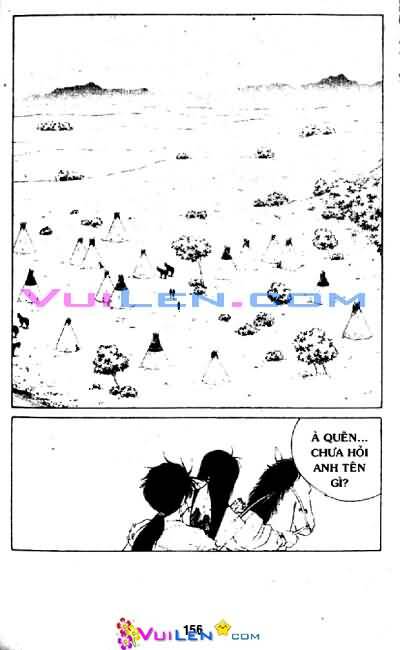 VuiLen.com
À QUÊN...
CHƯA HỎI
ANH TÊN
GÌ?
156
VuiLen.com